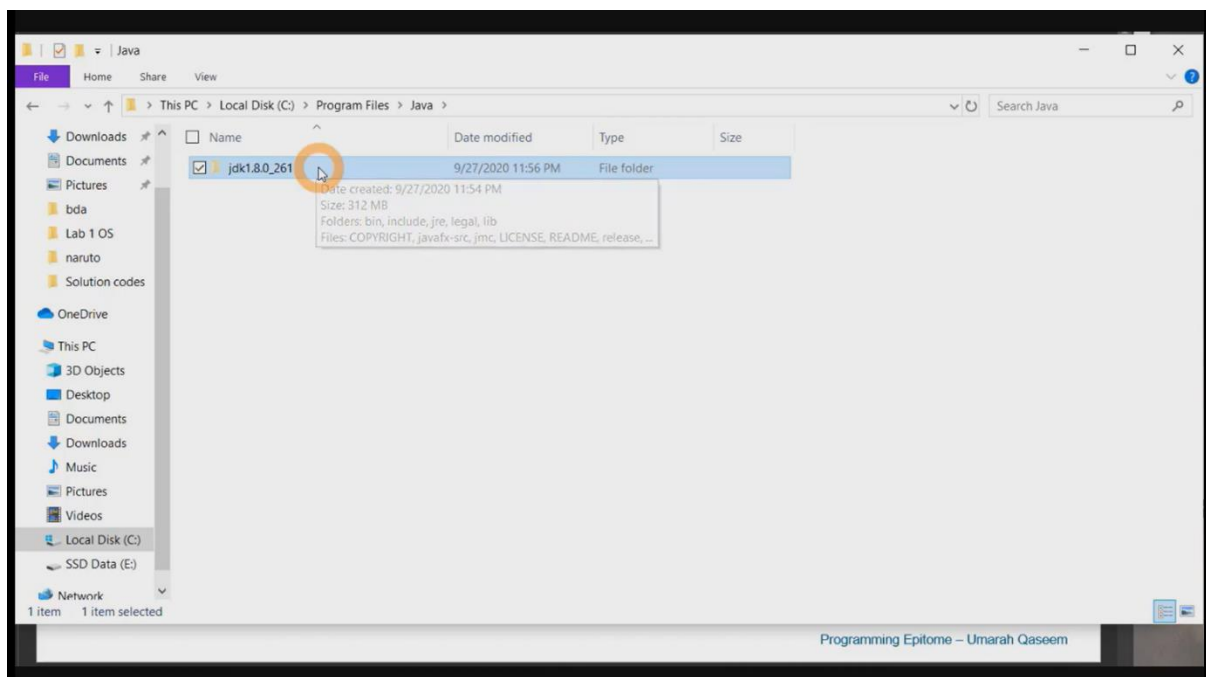 Java
File Home Share View
This PC > Local Disk (C:) > Program Files > Java >
Search Java
Name Date modified Type Size
jdk1.8.0_261 9/27/2020 11:56 PM File folder
Date created: 9/27/2020 11:54 PM
Size: 312 MB
Folders: bin, include, jre, legal, lib
Files: COPYRIGHT, javafx-src, jmc, LICENSE, README, release, ...
Downloads
Documents
Pictures
bda
Lab 1 OS
naruto
Solution codes
OneDrive
This PC
3D Objects
Desktop
Documents
Downloads
Music
Pictures
Videos
Local Disk (C:)
SSD Data (E:)
Network
1 item 1 item selected
Programming Epitome – Umarah Qaseem